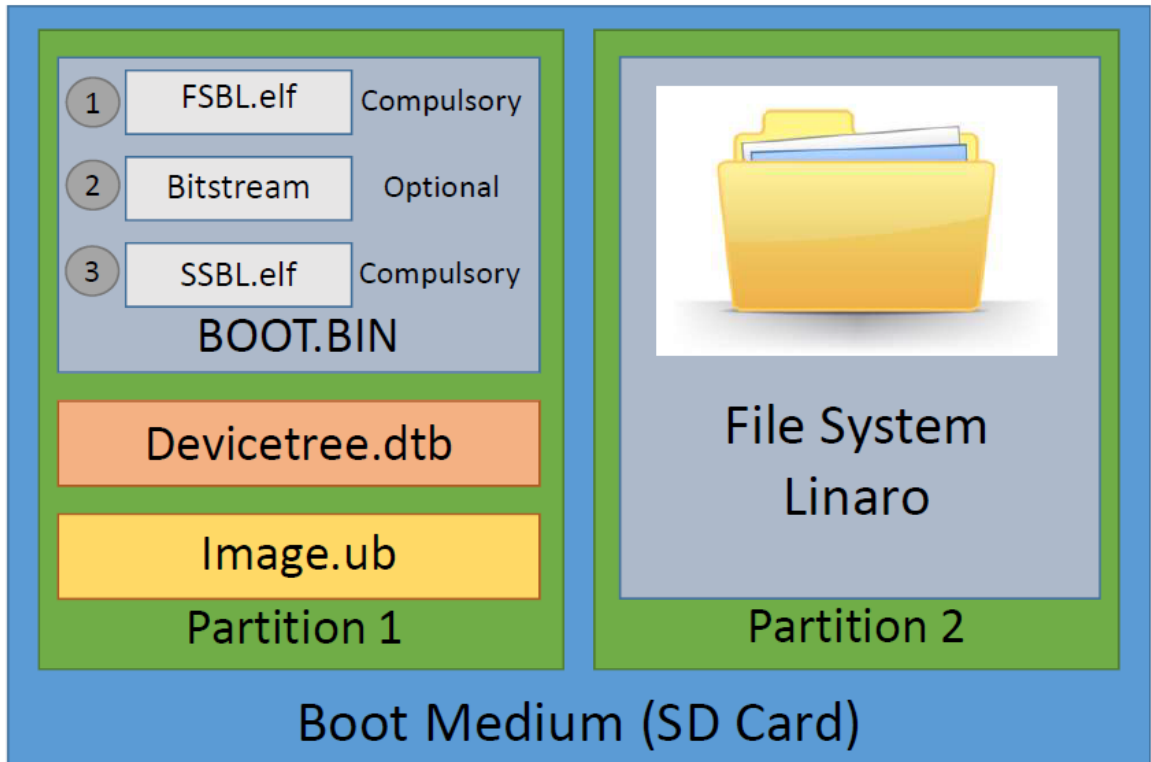 1 FSBL.elf Compulsory
2 Bitstream Optional
3 SSBL.elf Compulsory
BOOT.BIN
Devicetree.dtb
Image.ub
Partition 1
File System
Linaro
Partition 2
Boot Medium (SD Card)